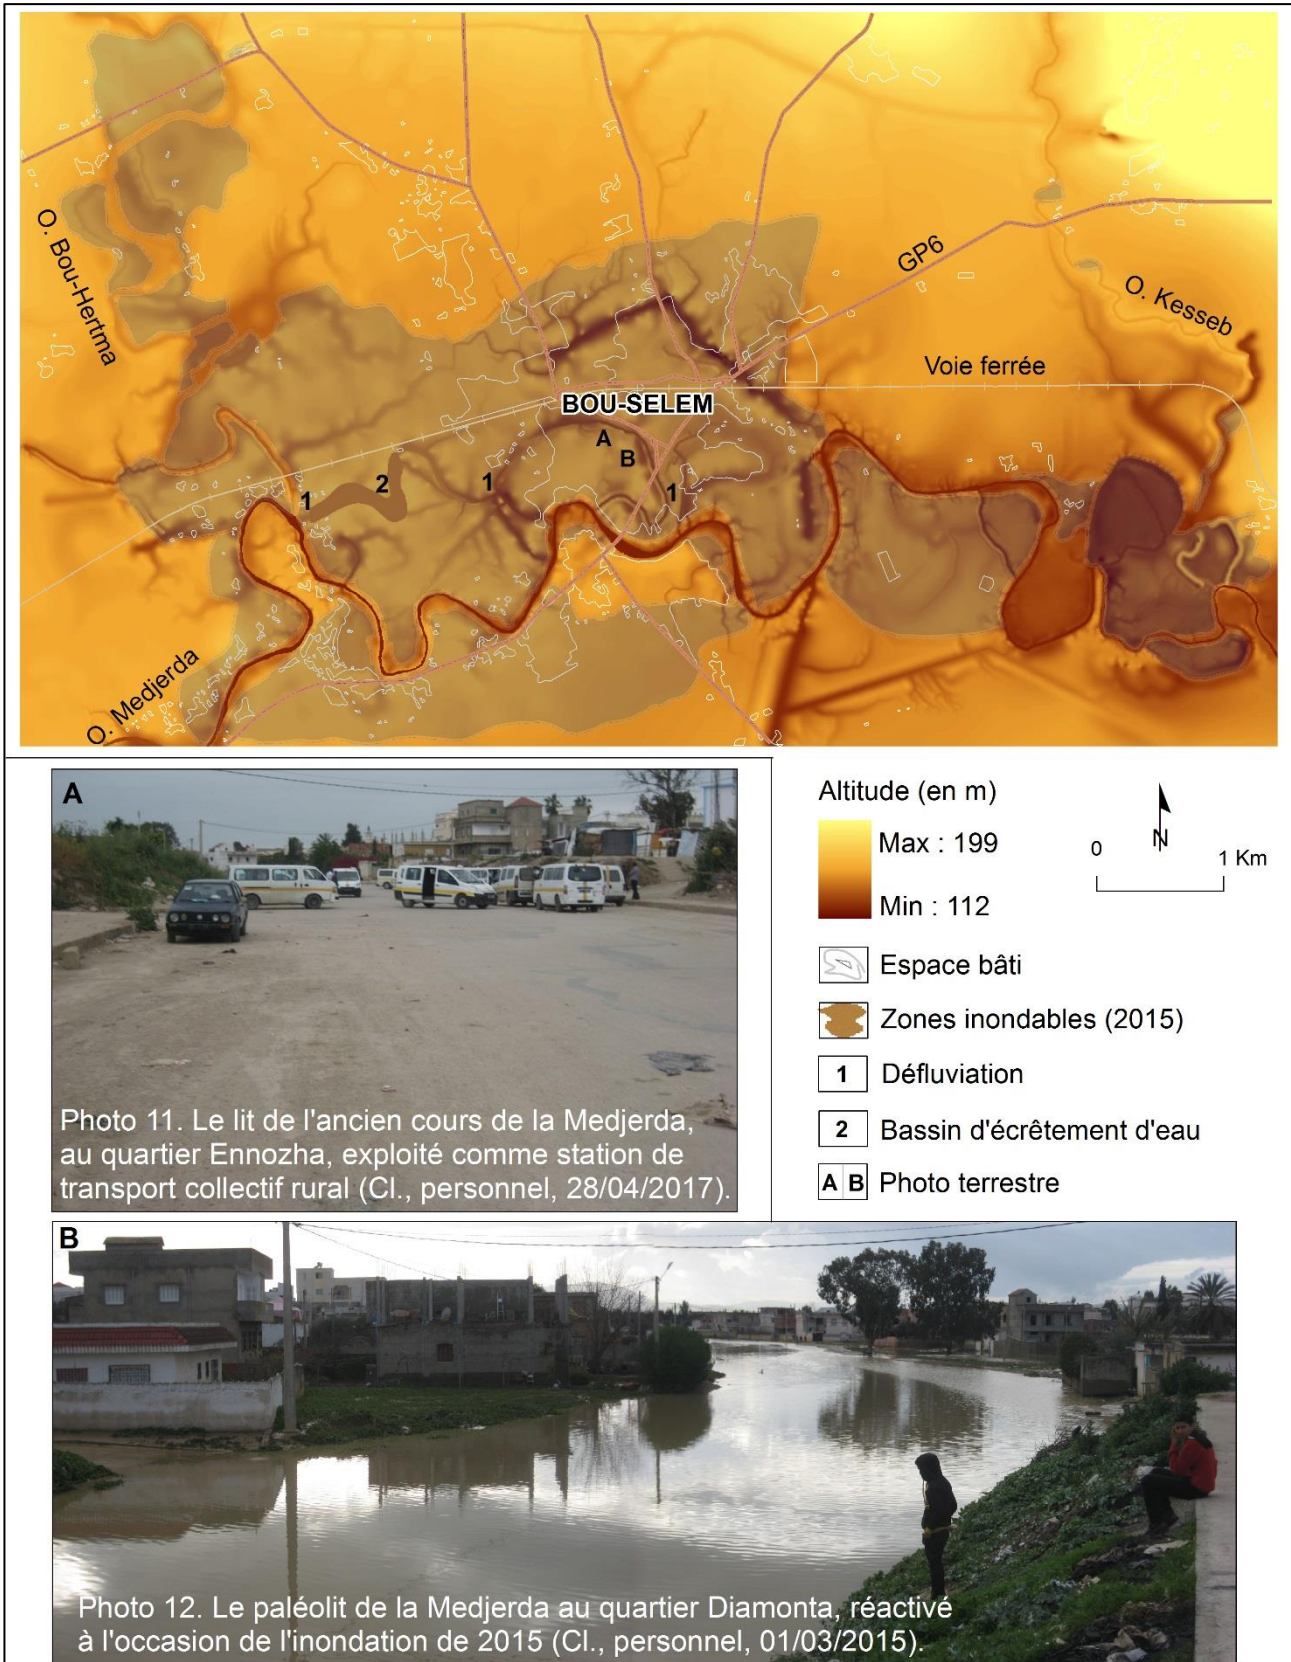 O. Bou-Hertma
GP6
O. Kesseb
Voie ferrée
BOU-SELEM
A
B
1
2
1
1
O. Medjerda
A
Photo 11. Le lit de l'ancien cours de la Medjerda,
au quartier Ennozha, exploité comme station de
transport collectif rural (Cl., personnel, 28/04/2017).
Altitude (en m)
Max : 199
Min : 112
N
0
1 Km
Espace bâti
Zones inondables (2015)
1 Défluviation
2 Bassin d'écrêtement d'eau
A B Photo terrestre
B
Photo 12. Le paléolit de la Medjerda au quartier Diamonta, réactivé
à l'occasion de l'inondation de 2015 (Cl., personnel, 01/03/2015).